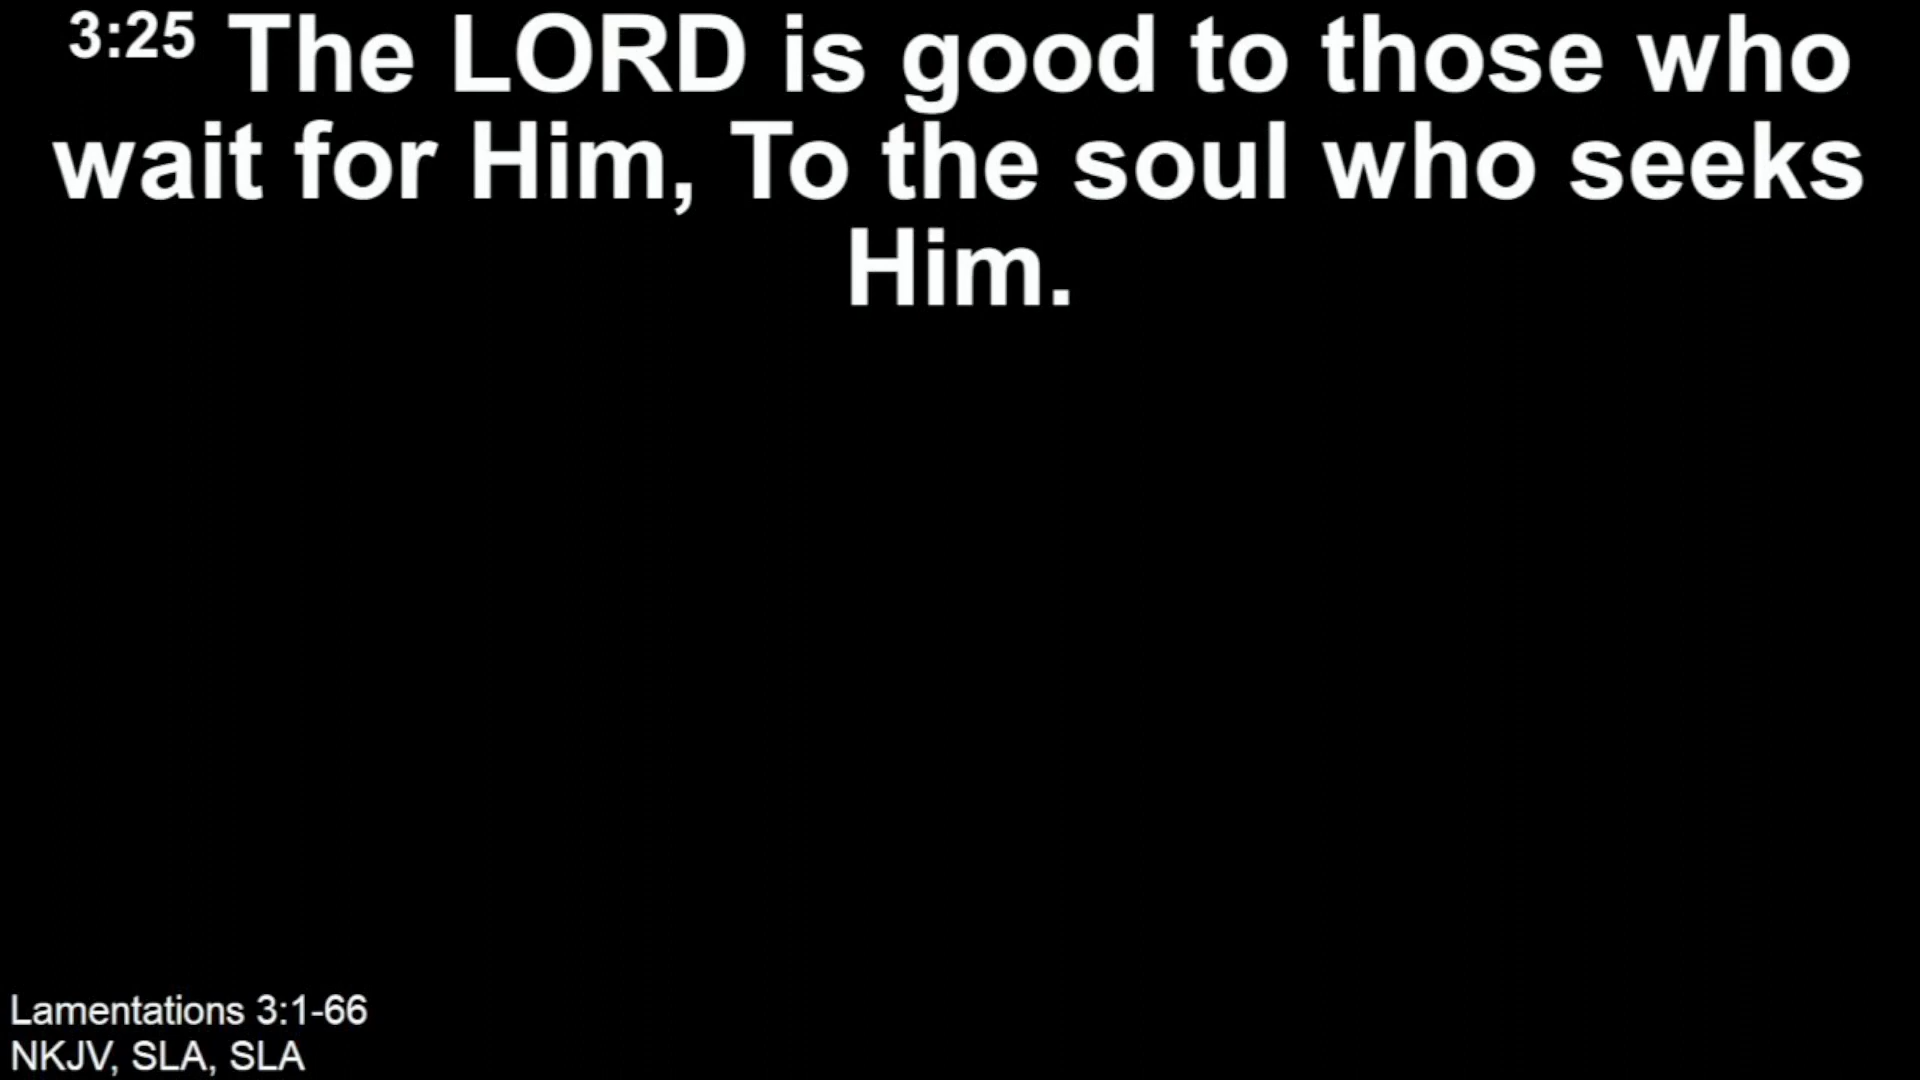 3:25 The LORD is good to those who
wait for Him, To the soul who seeks
Him.
Lamentations 3:1-66
NKJV, SLA, SLA